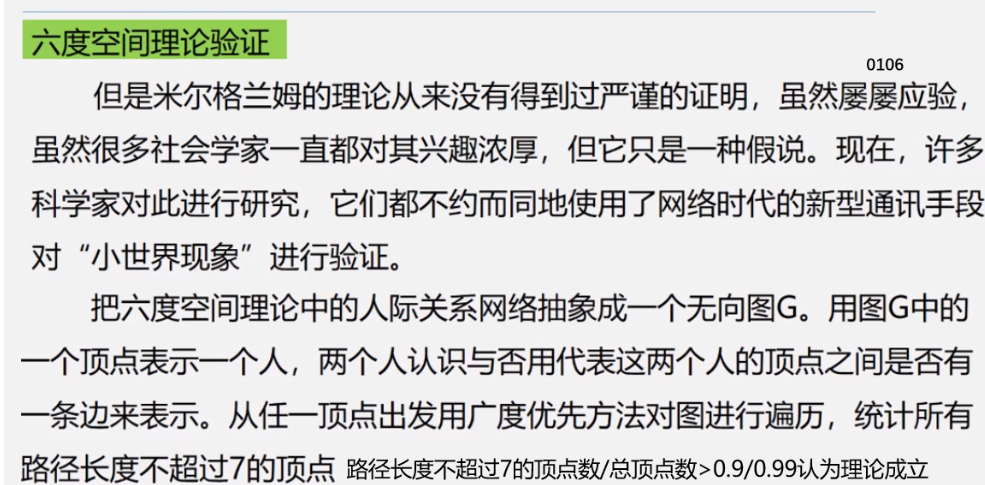 六度空间理论验证
0106
但是米尔格兰姆的理论从来没有得到过严谨的证明，虽然屡屡应验，
虽然很多社会学家一直都对其兴趣浓厚，但它只是一种假说。现在，许多
科学家对此进行研究，它们都不约而同地使用了网络时代的新型通讯手段
对“小世界现象”进行验证。
把六度空间理论中的人际关系网络抽象成一个无向图G。用图G中的
一个顶点表示一个人，两个人认识与否用代表这两个人的顶点之间是否有
一条边来表示。从任一顶点出发用广度优先方法对图进行遍历，统计所有
路径长度不超过7的顶点 路径长度不超过7的顶点数/总顶点数>0.9/0.99认为理论成立